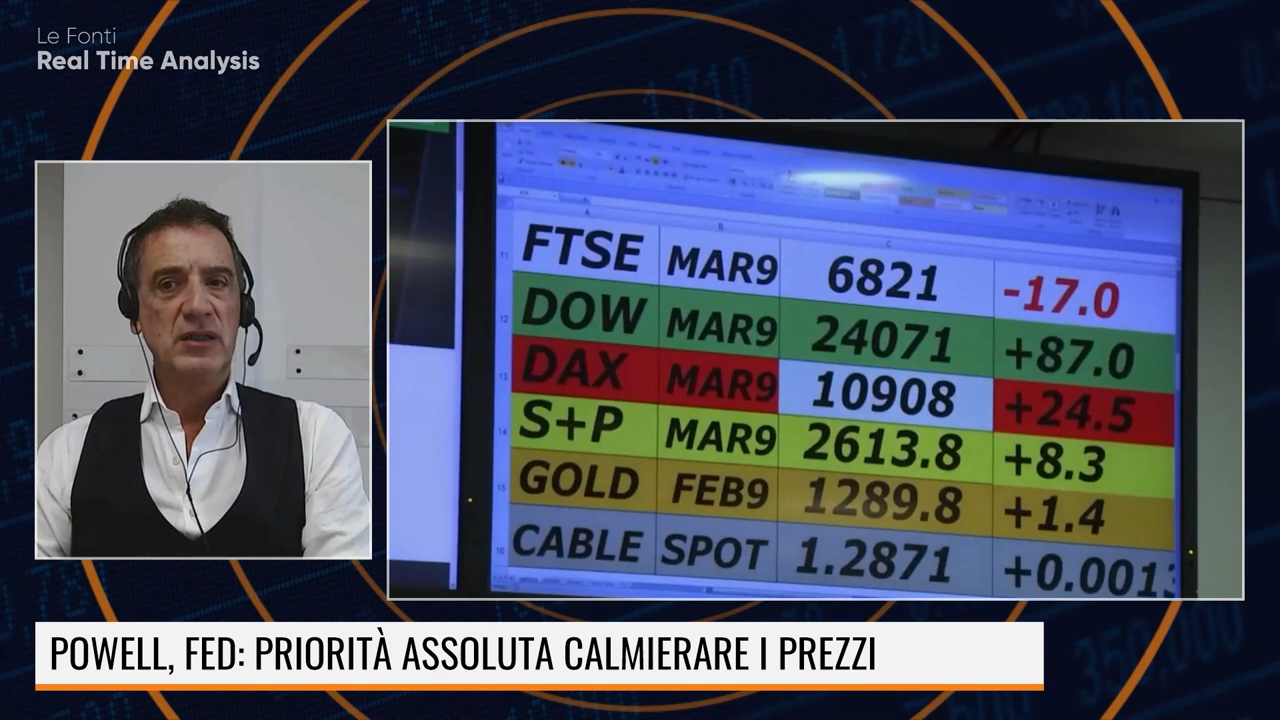 Le Fonti
Real Time Analysis
FTSE MAR9 6821 -17.0
DOW MAR9 24071 +87.0
DAX MAR9 10908 +24.5
S+P MAR9 2613.8 +8.3
GOLD FEB9 1289.8 +1.4
CABLE SPOT 1.2871 +0.0013
POWELL, FED: PRIORITÀ ASSOLUTA CALMIERARE I PREZZI